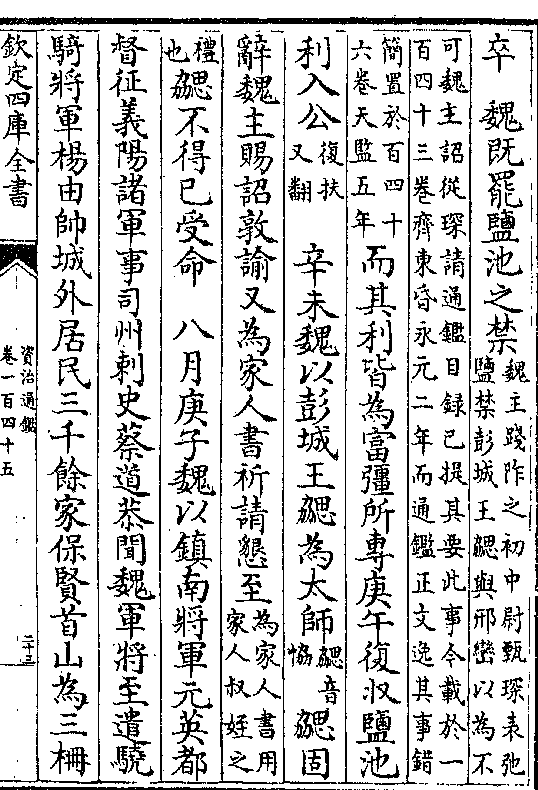 卒　魏既罷鹽池之禁魏主踐阼之初中尉甄琛表弛
鹽禁彭城王勰與邢巒以為不
可魏主詔從琛請通鑑目録已提其要此事今載於一
百四十三卷齊東昏永元二年而通鑑正文逸其事錯
簡置於百四十
六卷天監五年而其利皆為富彊所專庚午復收鹽池
利入公復扶
又翻　辛未魏以彭城王勰為太師勰音
協勰固
辭魏主賜詔敦諭又為家人書祈請懇至為家人書用
家人叔姪之
禮
也勰不得已受命　八月庚子魏以鎮南將軍元英都
督征義陽諸軍事司州刺史蔡道恭聞魏軍將至遣驍
騎將軍楊由帥城外居民三千餘家保賢首山為三柵
欽定四庫全書
資治通鑑
卷一百四十五
二十三